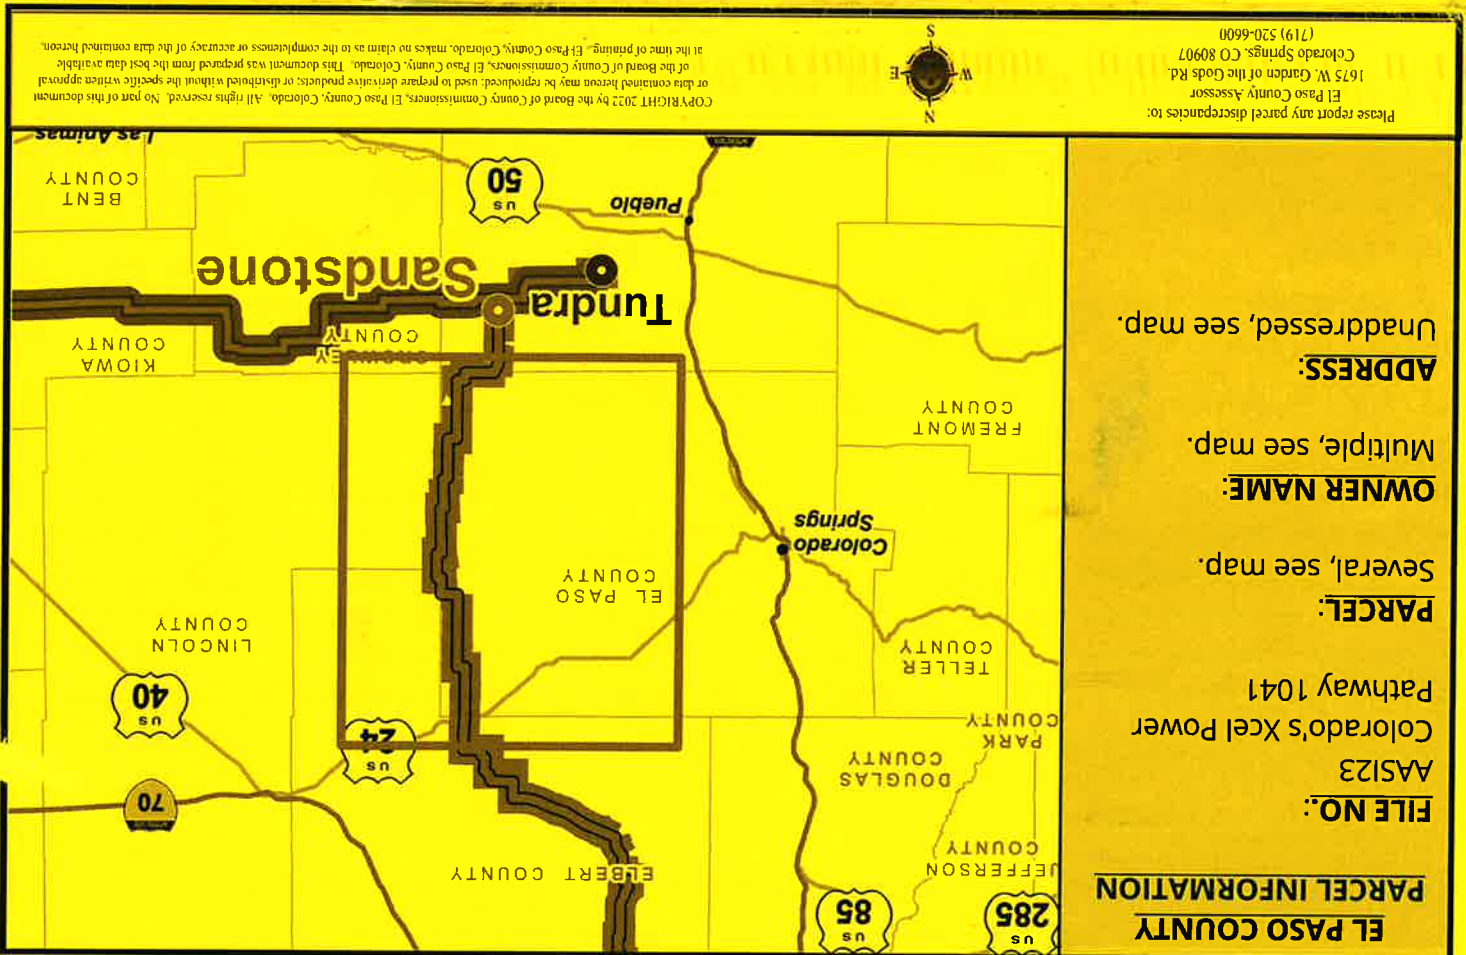 EL PASO COUNTY
PARCEL INFORMATION
FILE NO.:
AASI23
Colorado's Xcel Power
Pathway 1041
PARCEL:
Several, see map.
OWNER NAME:
Multiple, see map.
ADDRESS:
Unaddressed, see map.
US
285
US
85
JEFFERSON
COUNTY
ELBERT COUNTY
70
DOUGLAS
COUNTY
PARK
COUNTY
US
24
US
40
TELLER
COUNTY
LINCOLN
COUNTY
EL PASO
COUNTY
Colorado
Springs
FREMONT
COUNTY
KIOWA
COUNTY
COUNTY
Tundra
Sandstone
Pueblo
US
50
BENT
COUNTY
Las Animas
Please report any parcel discrepancies to:
El Paso County Assessor
1675 W. Garden of the Gods Rd.
Colorado Springs, CO 80907
(719) 520-6600
N
W
E
S
COPYRIGHT 2022 by the Board of County Commissioners, El Paso County, Colorado. All rights reserved. No part of this document
or data contained hereon may be reproduced; used to prepare derivative products; or distributed without the specific written approval
of the Board of County Commissioners, El Paso County, Colorado. This document was prepared from the best data available
at the time of printing. El Paso County, Colorado, makes no claim as to the completeness or accuracy of the data contained hereon.